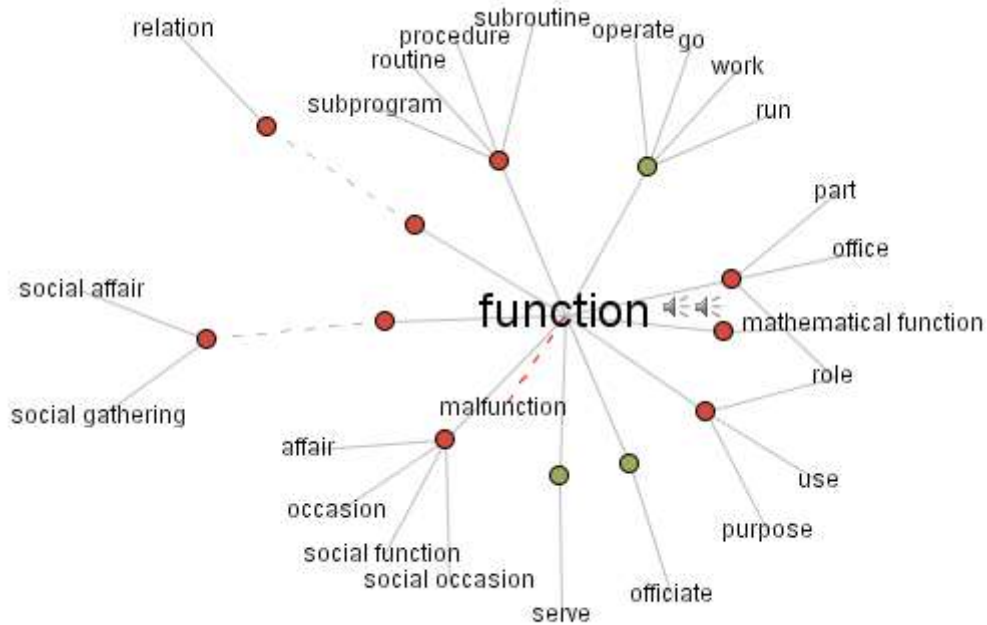 subroutine
relation
procedure
operate
go
routine
work
subprogram
run
part
office
social affair
function
mathematical function
role
malfunction
social gathering
affair
use
occasion
purpose
social function
social occasion
officiate
serve